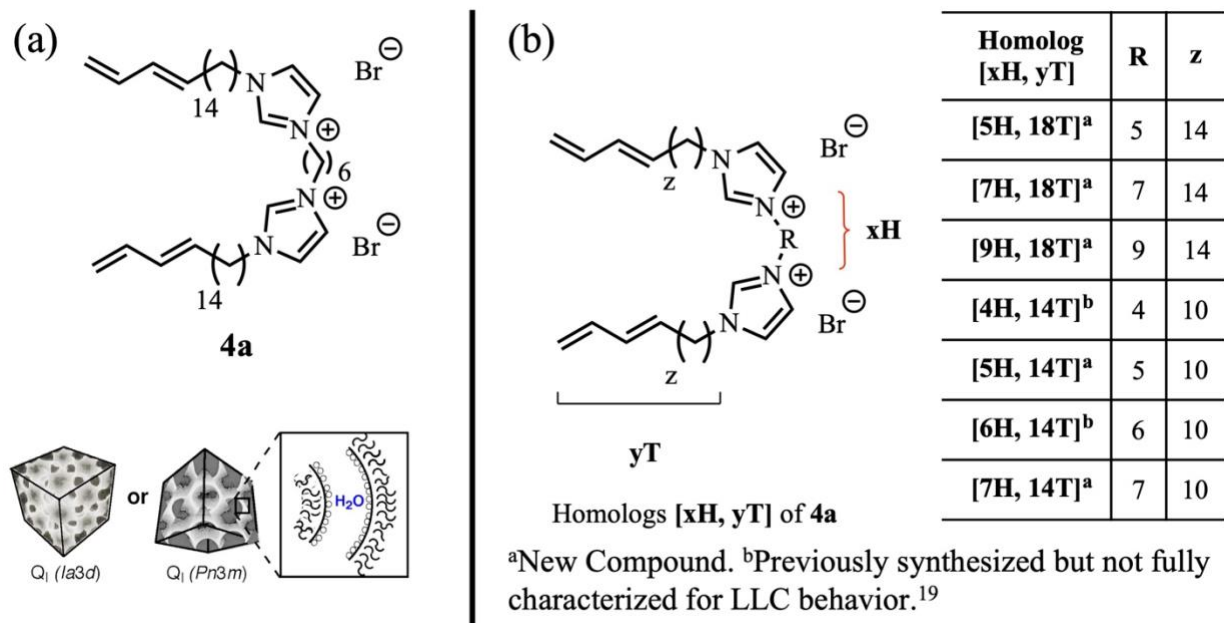 (a)
Br⊖
14
N
N⊕
6
N⊕
N
Br⊖
14
4a
or
H₂O
Q_I (Ia3d)
Q_I (Pn3m)
(b)
Br⊖
z
N
N⊕
R
xH
N⊕
N
Br⊖
z
yT
Homologs [xH, yT] of 4a
Homolog [xH, yT] R z
[5H, 18T]ᵃ 5 14
[7H, 18T]ᵃ 7 14
[9H, 18T]ᵃ 9 14
[4H, 14T]ᵇ 4 10
[5H, 14T]ᵃ 5 10
[6H, 14T]ᵇ 6 10
[7H, 14T]ᵃ 7 10
ᵃNew Compound. ᵇPreviously synthesized but not fully
characterized for LLC behavior.¹⁹